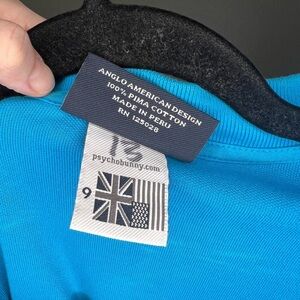 ANGLO AMERICAN DESIGN
100% PIMA COTTON
MADE IN PERU
RN 125028
13
psychobunny.com
9